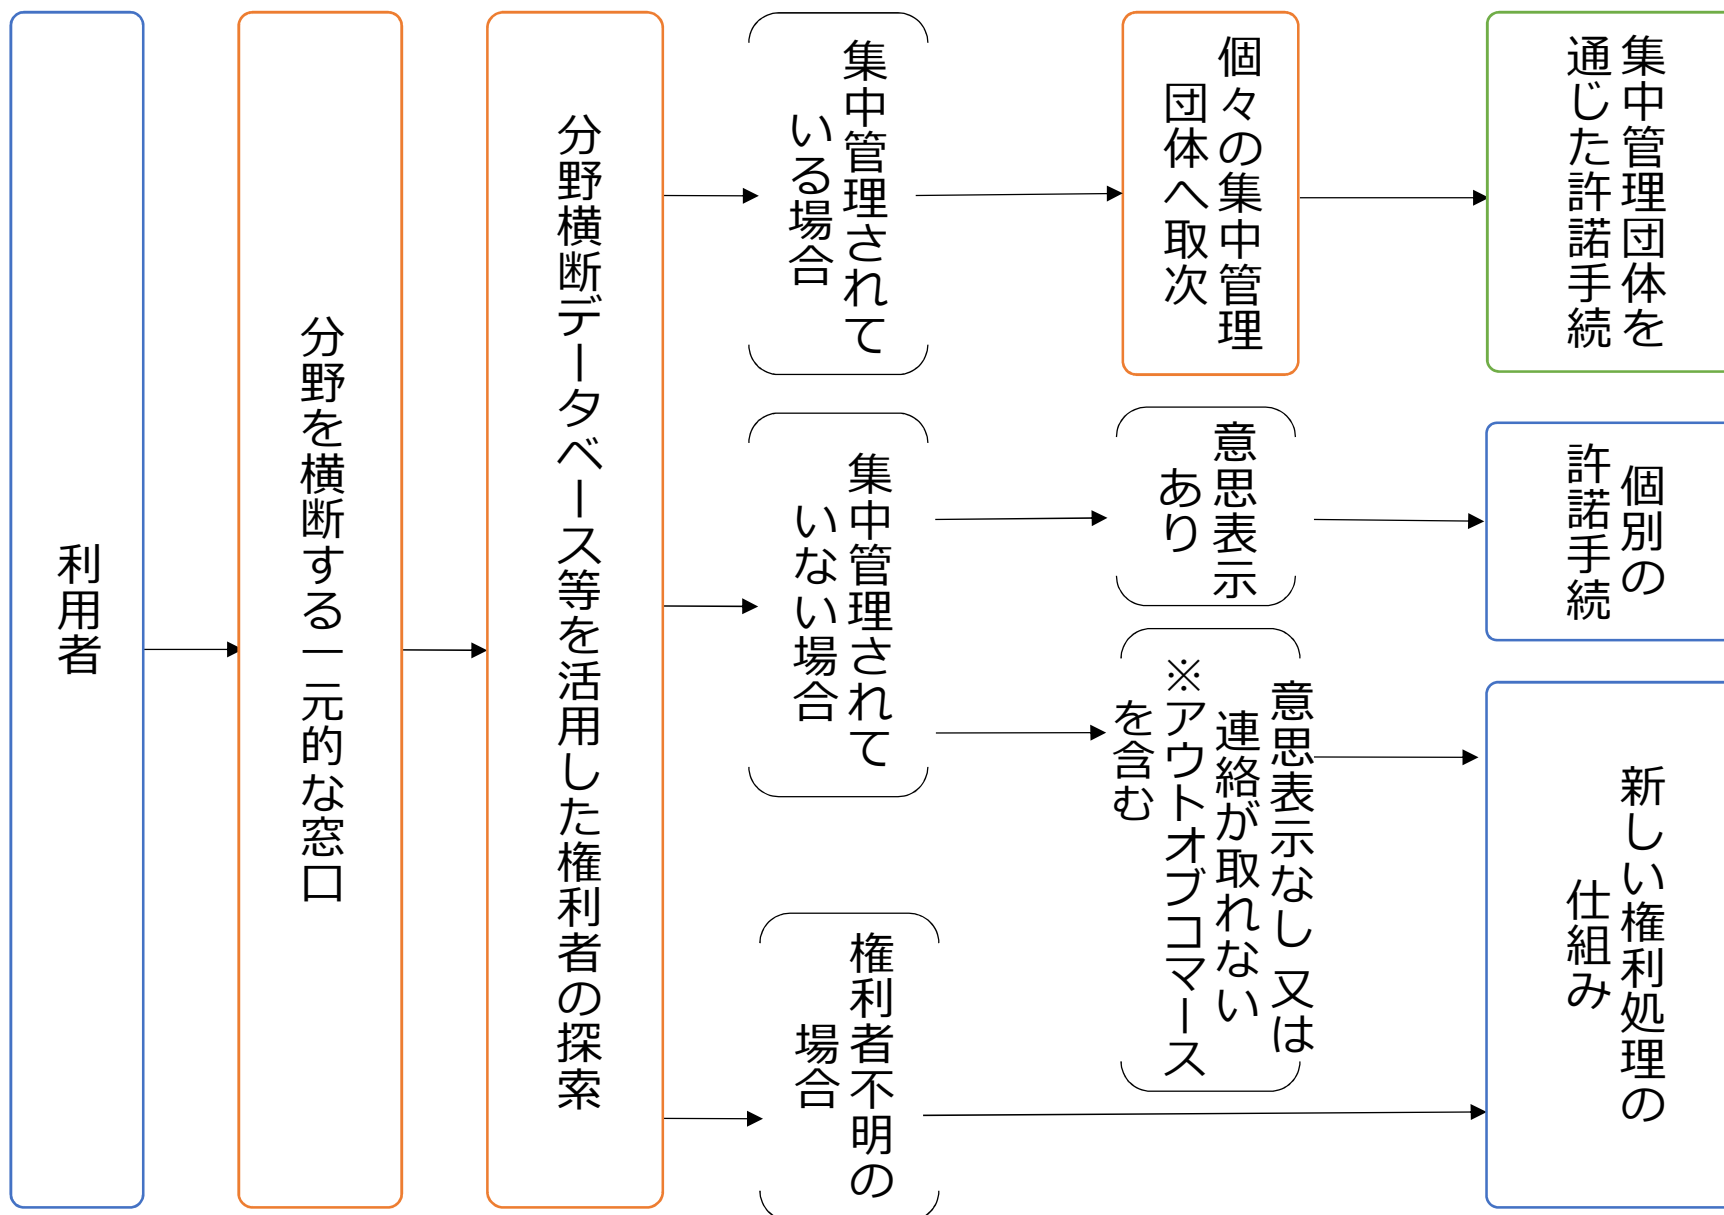 利用者
分野を横断する一元的な窓口
分野横断データベース等を活用した権利者の探索
集中管理されて
いる場合
個々の集中管理
団体へ取次
集中管理団体を
通じた許諾手続
集中管理されて
いない場合
意思表示
あり
個別の
許諾手続
意思表示なし 又は
連絡が取れない
※アウトオブコマース
を含む
権利者不明の
場合
新しい権利処理の
仕組み